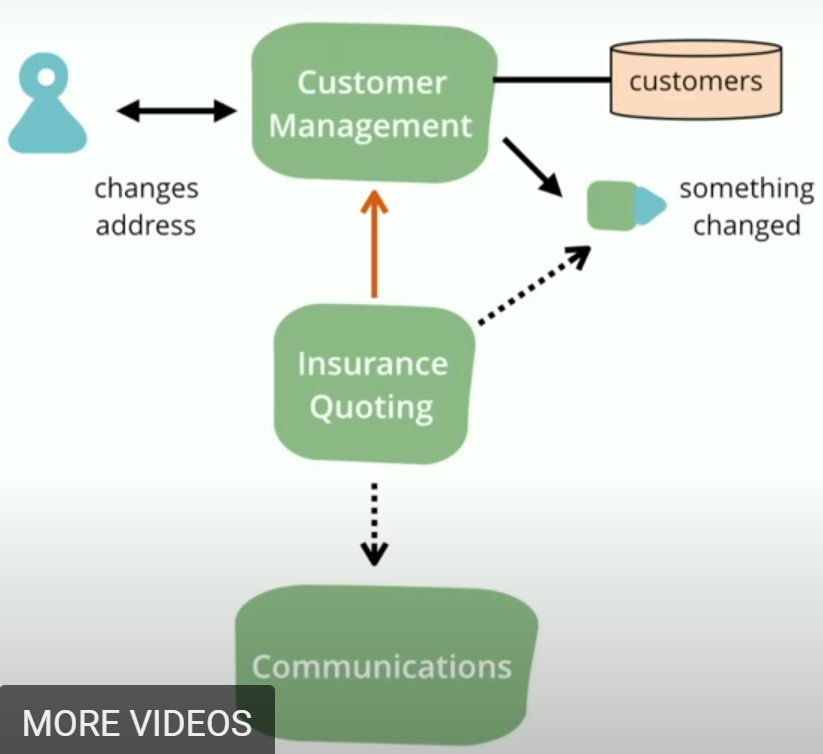 Customer
Management
customers
changes
address
something
changed
Insurance
Quoting
Communications
MORE VIDEOS